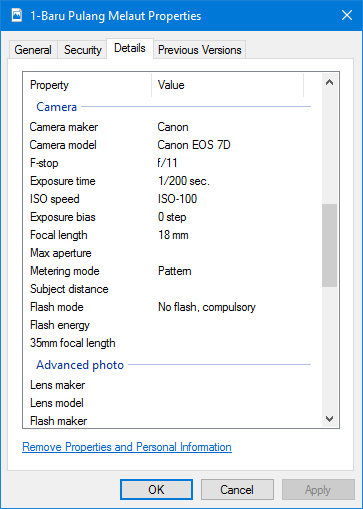 1-Baru Pulang Melaut Properties
General Security Details Previous Versions
Property Value
Camera
Camera maker Canon
Camera model Canon EOS 7D
F-stop f/11
Exposure time 1/200 sec.
ISO speed ISO-100
Exposure bias 0 step
Focal length 18 mm
Max aperture
Metering mode Pattern
Subject distance
Flash mode No flash, compulsory
Flash energy
35mm focal length
Advanced photo
Lens maker
Lens model
Flash maker
Remove Properties and Personal Information
OK Cancel Apply